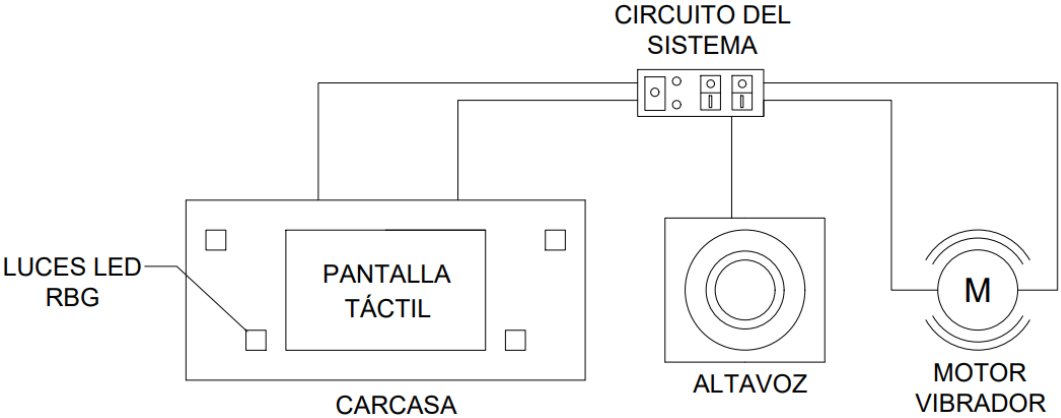 CIRCUITO DEL
SISTEMA
LUCES LED
RBG
PANTALLA
TÁCTIL
CARCASA
ALTAVOZ
M
MOTOR
VIBRADOR